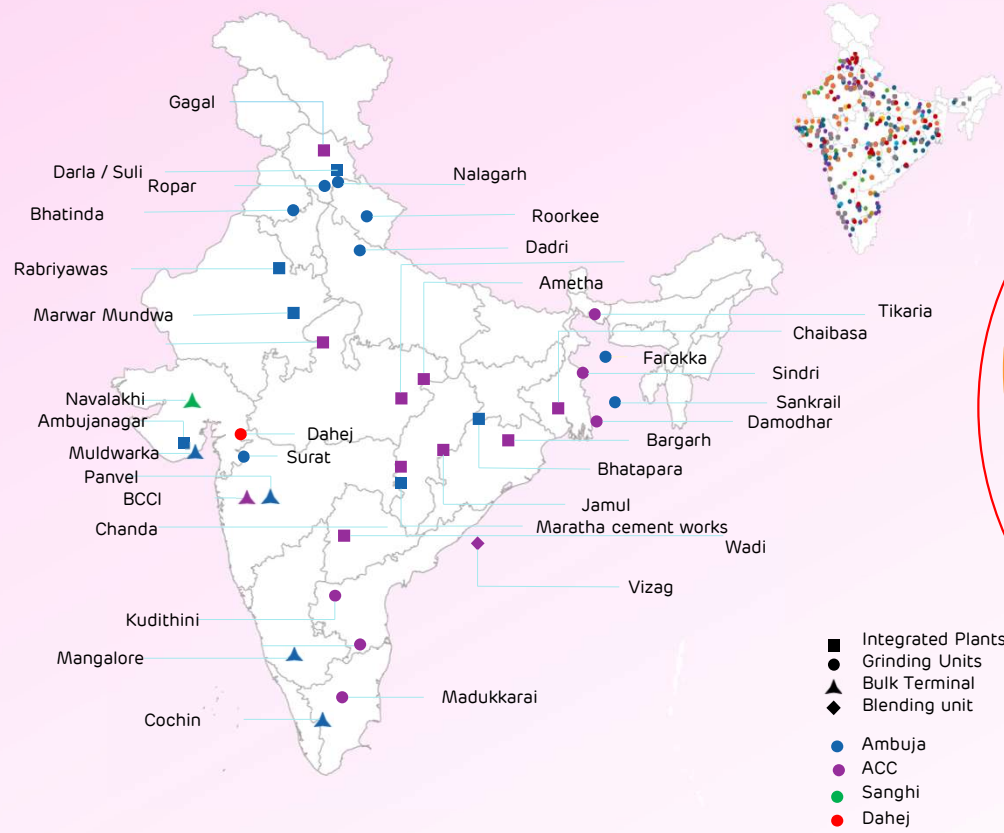 Gagal
Darla / Suli
Nalagarh
Ropar
Bhatinda
Roorkee
Dadri
Rabriyawas
Ametha
Marwar Mundwa
Tikaria
Chaibasa
Farakka
Sindri
Navalakhi
Sankrail
Ambujanagar
Damodhar
Dahej
Bargarh
Muldwarka
Surat
Bhatapara
Panvel
BCCI
Jamul
Chanda
Maratha cement works
Wadi
Vizag
Kudithini
Mangalore
Madukkarai
Cochin
Integrated Plants
Grinding Units
Bulk Terminal
Blending unit
Ambuja
ACC
Sanghi
Dahej